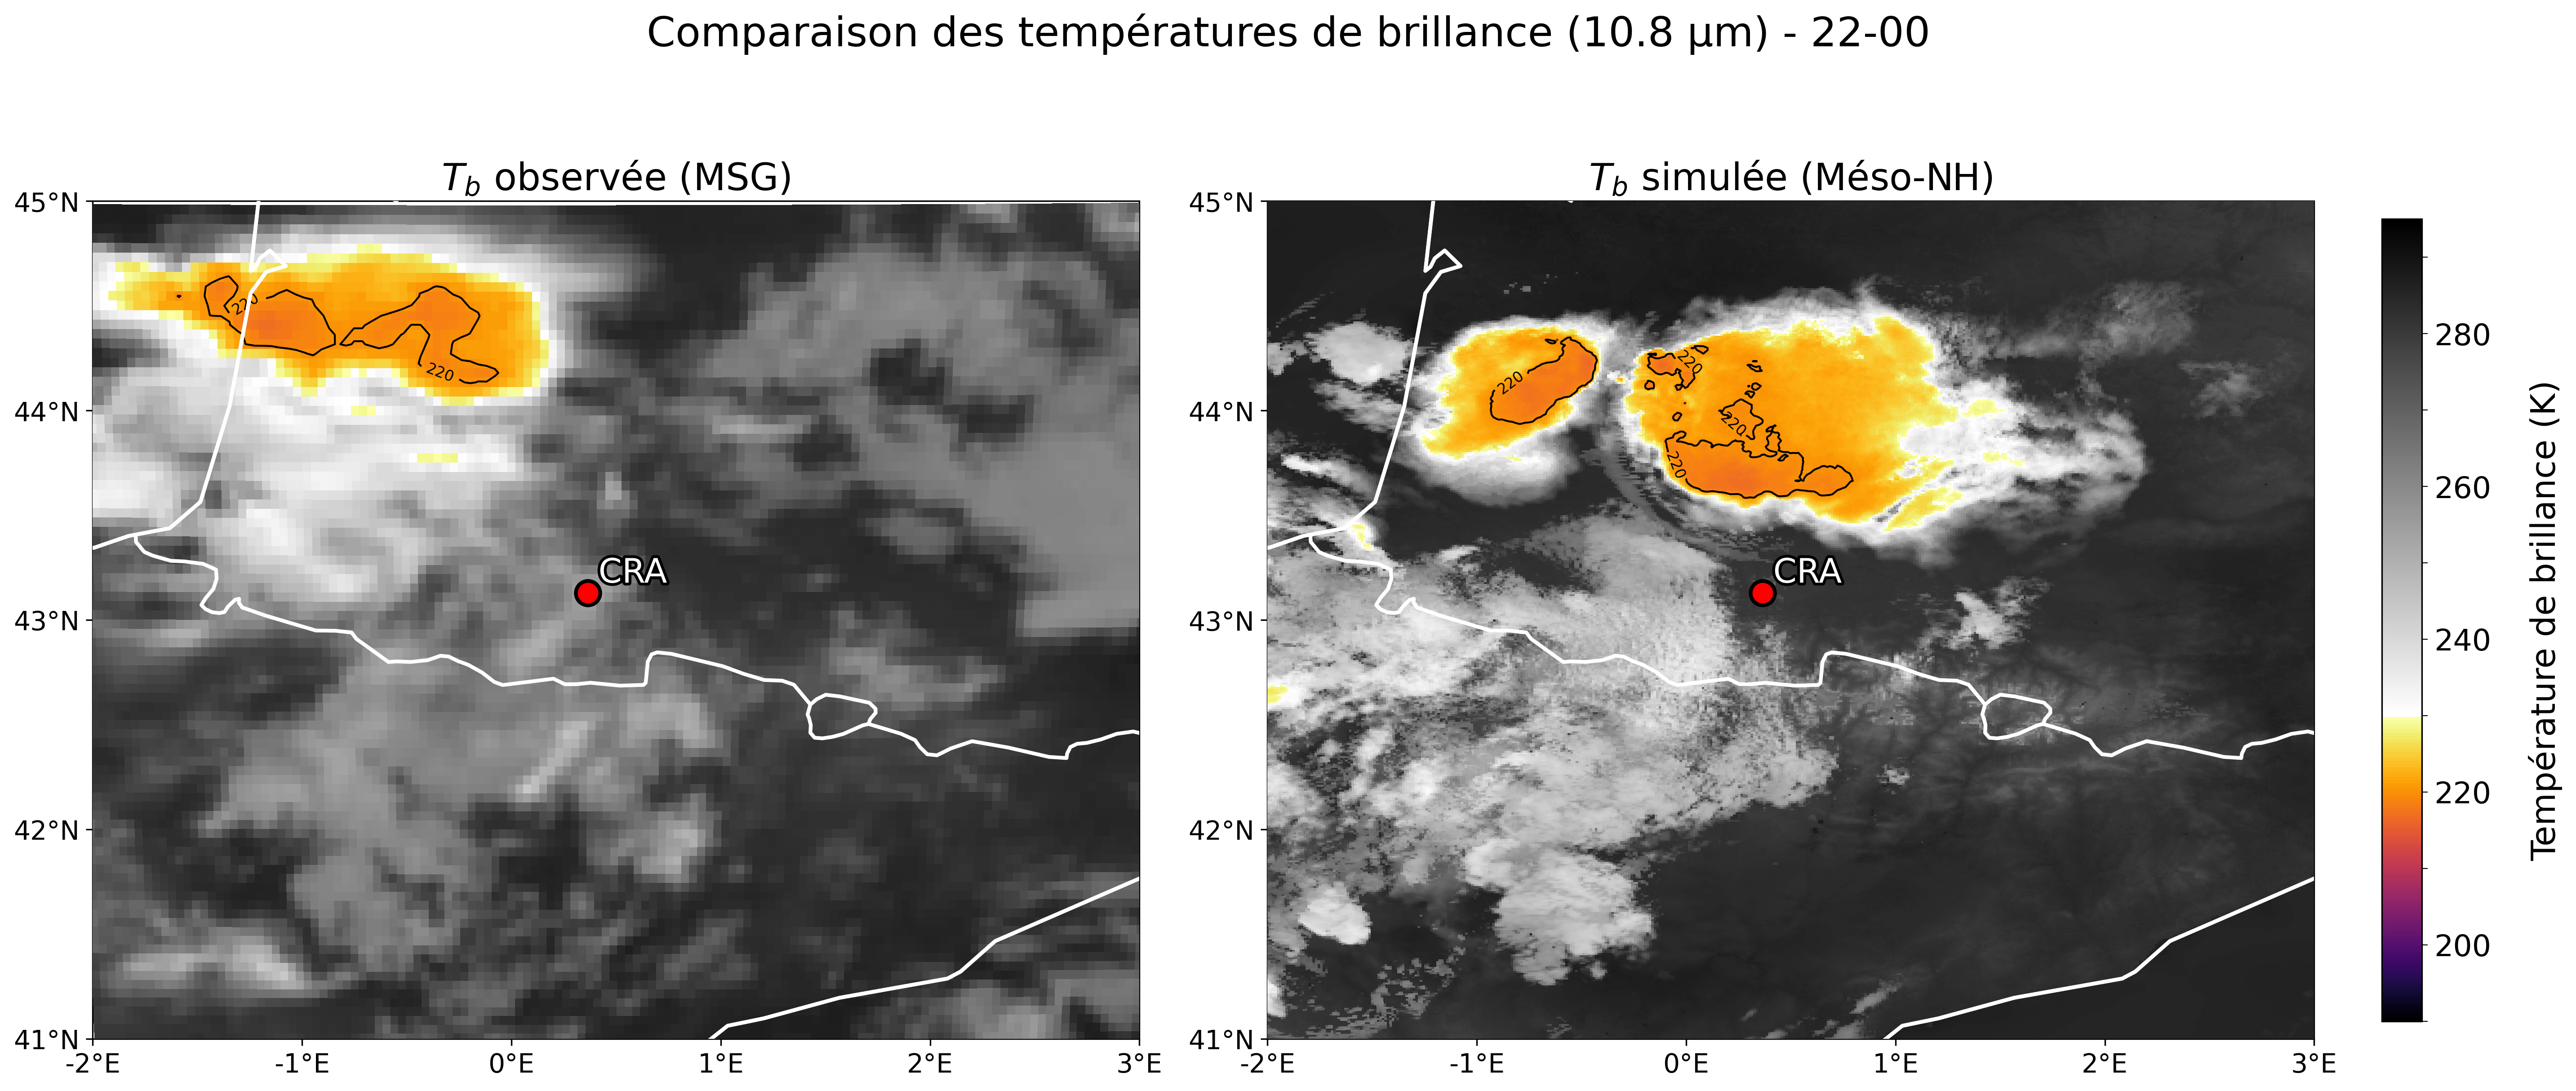 Comparaison des températures de brillance (10.8 µm) - 22-00
T_b observée (MSG)
T_b simulée (Méso-NH)
45°N
44°N
43°N
42°N
41°N
-2°E
-1°E
0°E
1°E
2°E
3°E
220
220
CRA
45°N
44°N
43°N
42°N
41°N
-2°E
-1°E
0°E
1°E
2°E
3°E
220
220
220
220
CRA
280
260
240
220
200
Température de brillance (K)